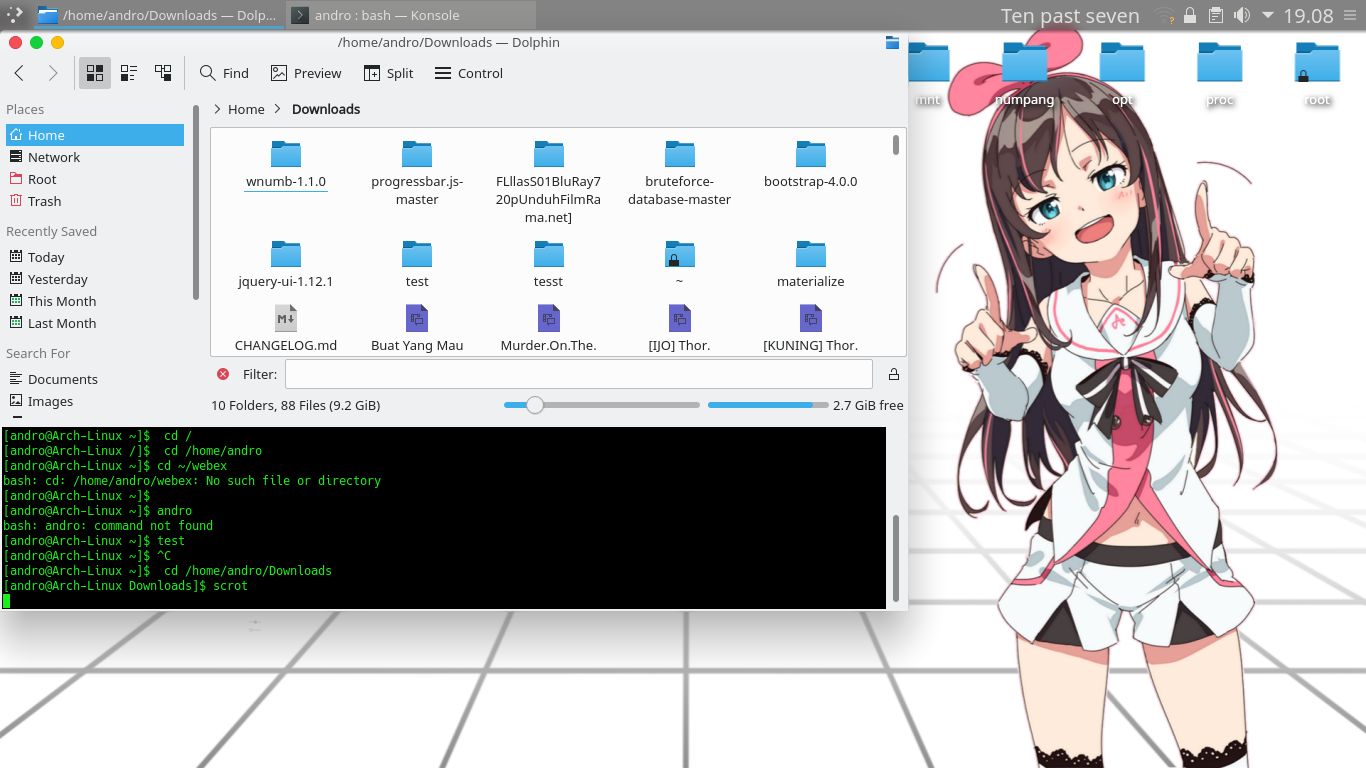 /home/andro/Downloads — Dolp...
andro : bash — Konsole
Ten past seven
19.08
/home/andro/Downloads — Dolphin
Find
Preview
Split
Control
mnt
numpang
opt
proc
root
Places
Home
Network
Root
Trash
Recently Saved
Today
Yesterday
This Month
Last Month
Search For
Documents
Images
Home
Downloads
wnumb-1.1.0
progressbar.js-
master
FLllasS01BluRay7
20pUnduhFilmRa
ma.net]
bruteforce-
database-master
bootstrap-4.0.0
jquery-ui-1.12.1
test
tesst
~
materialize
M
CHANGELOG.md
Buat Yang Mau
Murder.On.The.
[IJO] Thor.
[KUNING] Thor.
Filter:
10 Folders, 88 Files (9.2 GiB)
2.7 GiB free
[andro@Arch-Linux ~]$  cd /
[andro@Arch-Linux /]$  cd /home/andro
[andro@Arch-Linux ~]$ cd ~/webex
bash: cd: /home/andro/webex: No such file or directory
[andro@Arch-Linux ~]$
[andro@Arch-Linux ~]$ andro
bash: andro: command not found
[andro@Arch-Linux ~]$ test
[andro@Arch-Linux ~]$ ^C
[andro@Arch-Linux ~]$  cd /home/andro/Downloads
[andro@Arch-Linux Downloads]$ scrot